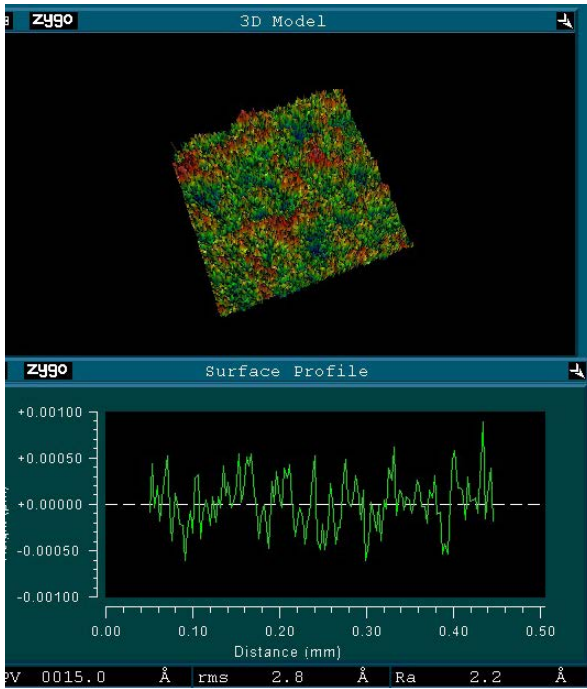 zygo 3D Model
zygo Surface Profile
+0.00100
+0.00050
+0.00000
-0.00050
-0.00100
0.00 0.10 0.20 0.30 0.40 0.50
Distance (mm)
PV 0015.0 Å rms 2.8 Å Ra 2.2 Å